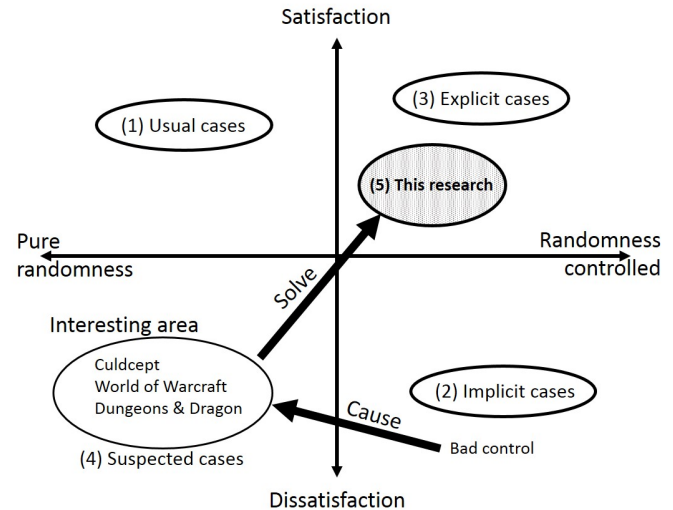 Satisfaction
(3) Explicit cases
(1) Usual cases
(5) This research
Pure
randomness
Randomness
controlled
Solve
Interesting area
Culdcept
World of Warcraft
Dungeons & Dragon
(2) Implicit cases
Cause
Bad control
(4) Suspected cases
Dissatisfaction